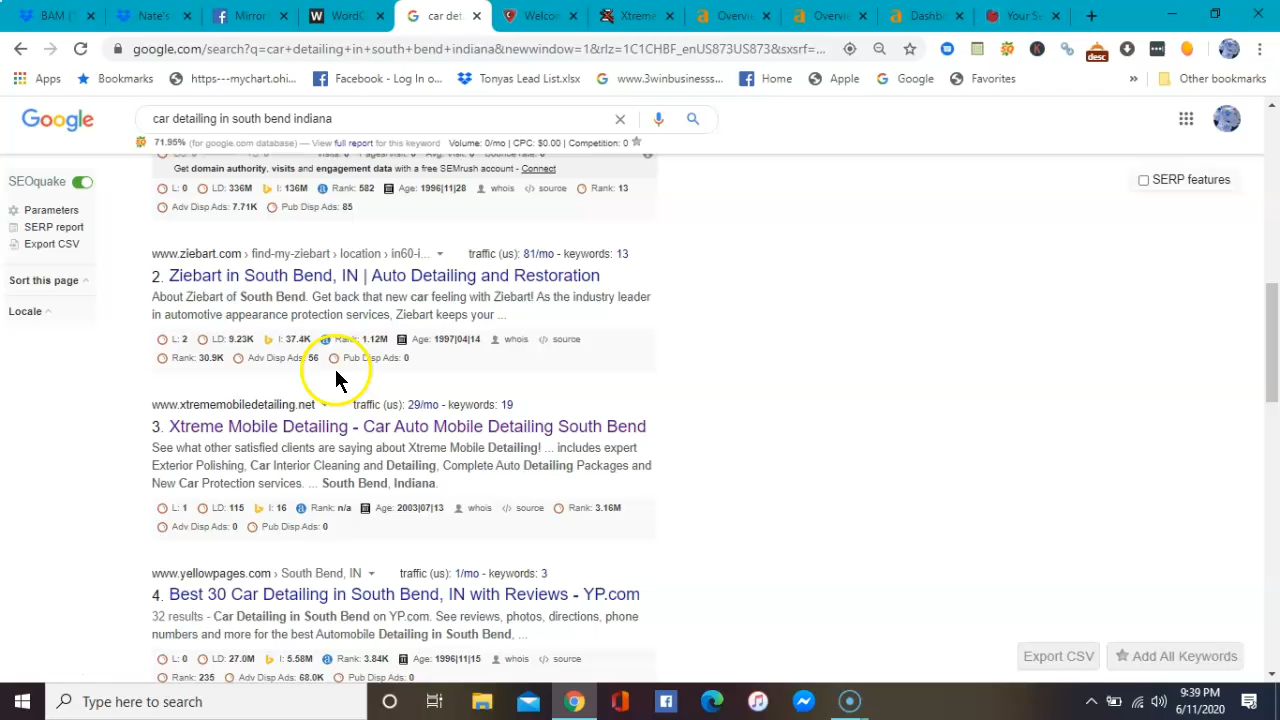 BAM (
Nate's
Mirror
WordC
car det
Welcom
Xtreme
Overvi
Overvi
Dashb
Your Se
google.com/search?q=car+detailing+in+south+bend+indiana&newwindow=1&rlz=1C1CHBF_enUS873US873&sxsrf=...
desc
Apps Bookmarks https---mychart.ohi... Facebook - Log In o... Tonyas Lead List.xlsx www.3winbusinesss... Home Apple Google Favorites » Other bookmarks
Google
car detailing in south bend indiana
71.95% (for google.com database) — View full report for this keyword Volume: 0/mo | CPC: $0.00 | Competition: 0
SEOquake
Parameters
SERP report
Export CSV
Sort this page
Locale
SERP features
Get domain authority, visits and engagement data with a free SEMrush account - Connect
L: 0 LD: 336M I: 136M Rank: 582 Age: 1996|11|28 whois </> source Rank: 13
Adv Disp Ads: 7.71K Pub Disp Ads: 85
www.ziebart.com › find-my-ziebart › location › in60-i... traffic (us): 81/mo - keywords: 13
2. Ziebart in South Bend, IN | Auto Detailing and Restoration
About Ziebart of South Bend. Get back that new car feeling with Ziebart! As the industry leader
in automotive appearance protection services, Ziebart keeps your ...
L: 2 LD: 9.23K I: 37.4K Rank: 1.12M Age: 1997|04|14 whois </> source
Rank: 30.9K Adv Disp Ads: 56 Pub Disp Ads: 0
www.xtrememobiledetailing.net traffic (us): 29/mo - keywords: 19
3. Xtreme Mobile Detailing - Car Auto Mobile Detailing South Bend
See what other satisfied clients are saying about Xtreme Mobile Detailing! ... includes expert
Exterior Polishing, Car Interior Cleaning and Detailing, Complete Auto Detailing Packages and
New Car Protection services. ... South Bend, Indiana.
L: 1 LD: 115 I: 16 Rank: n/a Age: 2003|07|13 whois </> source Rank: 3.16M
Adv Disp Ads: 0 Pub Disp Ads: 0
www.yellowpages.com › South Bend, IN traffic (us): 1/mo - keywords: 3
4. Best 30 Car Detailing in South Bend, IN with Reviews - YP.com
32 results - Car Detailing in South Bend on YP.com. See reviews, photos, directions, phone
numbers and more for the best Automobile Detailing in South Bend, ...
L: 0 LD: 27.0M I: 5.58M Rank: 3.84K Age: 1996|11|15 whois </> source
Rank: 235 Adv Disp Ads: 68.0K Pub Disp Ads: 0
Export CSV Add All Keywords
Type here to search
9:39 PM
6/11/2020